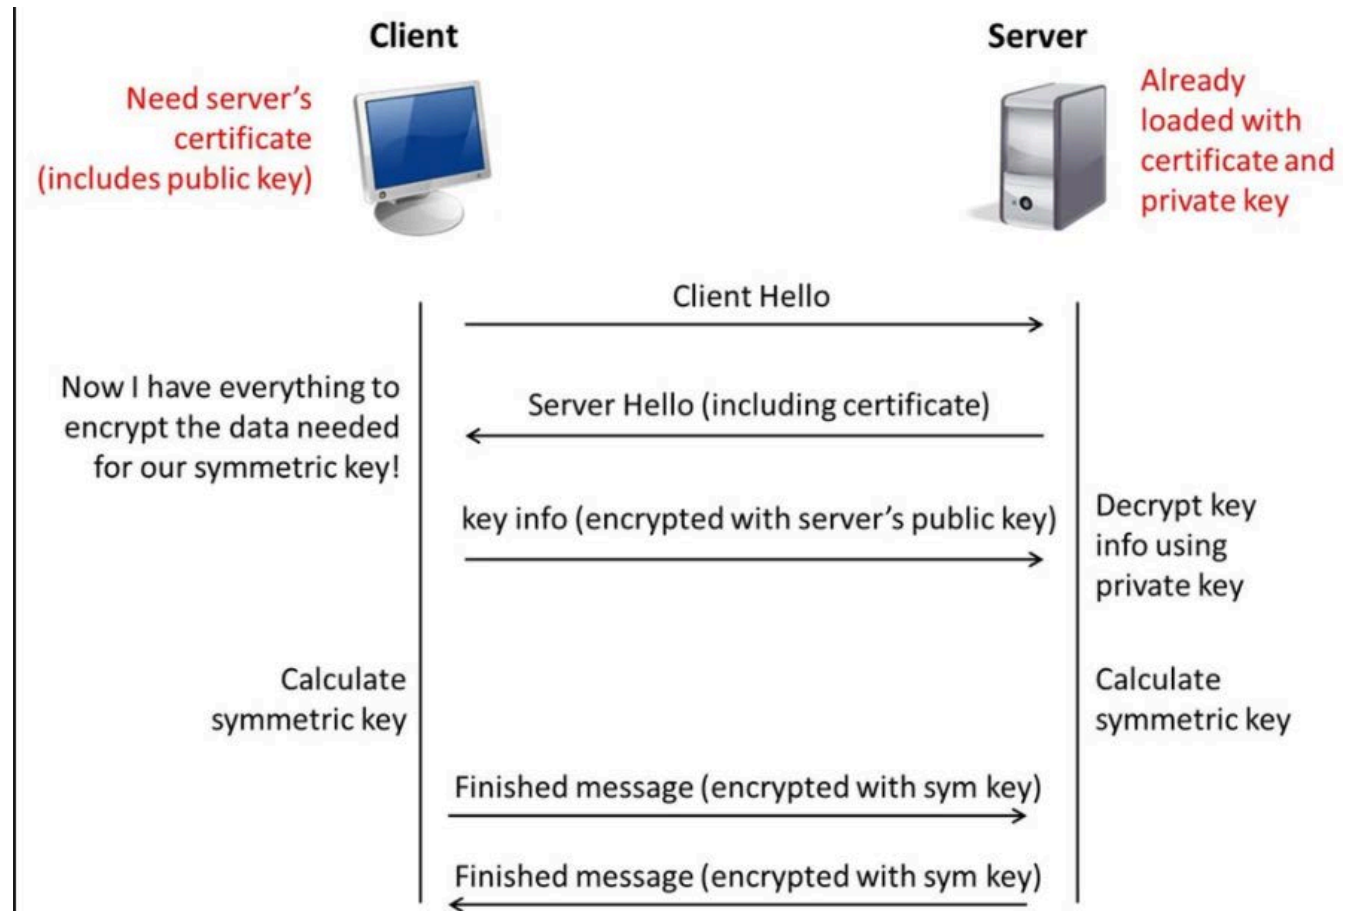 Client
Server
Need server’s
certificate
(includes public key)
Already
loaded with
certificate and
private key
Client Hello
Now I have everything to
encrypt the data needed
for our symmetric key!
Server Hello (including certificate)
key info (encrypted with server’s public key)
Decrypt key
info using
private key
Calculate
symmetric key
Calculate
symmetric key
Finished message (encrypted with sym key)
Finished message (encrypted with sym key)